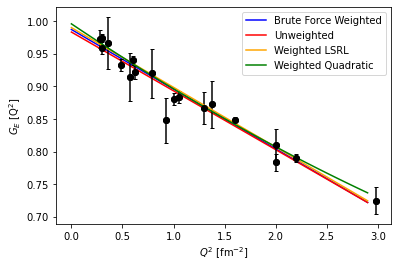 Brute Force Weighted
Unweighted
Weighted LSRL
Weighted Quadratic
G_E [Q²]
1.00
0.95
0.90
0.85
0.80
0.75
0.70
0.0 0.5 1.0 1.5 2.0 2.5 3.0
Q² [fm⁻²]